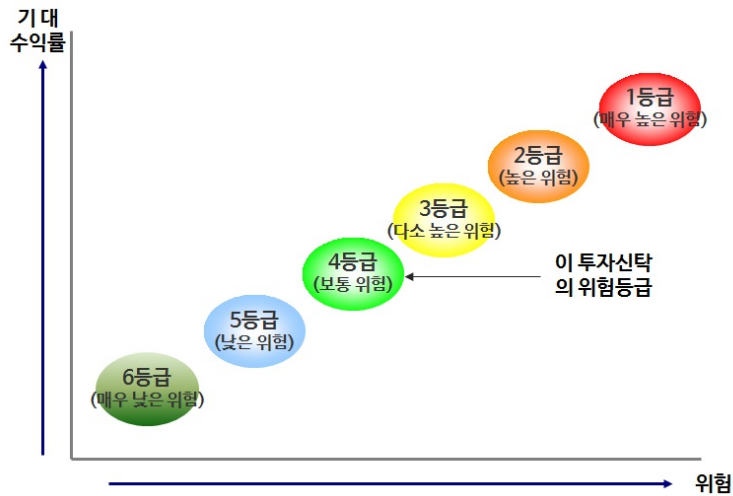 기 대
수익률
1등급
(매우 높은 위험)
2등급
(높은 위험)
3등급
(다소 높은 위험)
4등급
(보통 위험)
이 투자신탁
의 위험등급
5등급
(낮은 위험)
6등급
(매우 낮은 위험)
위험